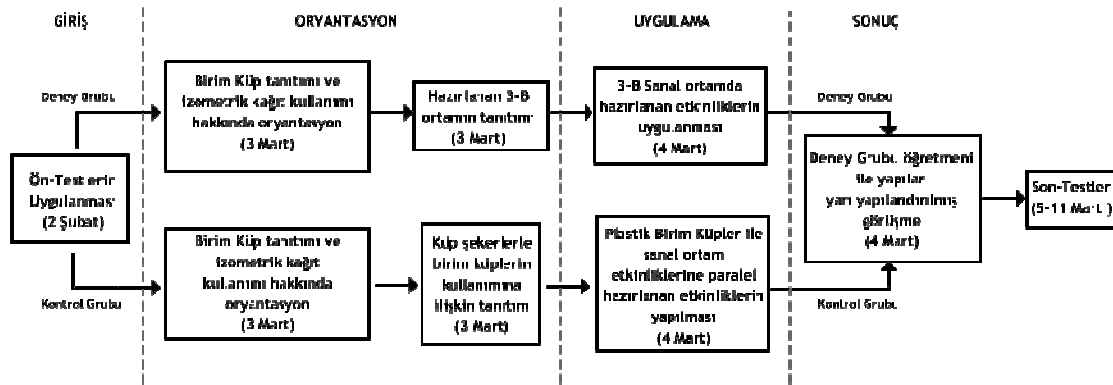 GİRİŞ
ORYANTASYON
UYGULAMA
SONUÇ
Deney Grubu
Birim Küp tanıtımı ve
izometrik kağıt kullanımı
hakkında oryantasyon
(3 Mart)
Hazırlanan 3-B
ortamın tanıtımı
(3 Mart)
3-B Sanal ortamda
hazırlanan etkinliklerin
uygulanması
(4 Mart)
Deney Grubu
Ön-Testlerin
Uygulanması
(2 Şubat)
Deney Grubu öğretmeni
ile yapılan
yarı yapılandırılmış
görüşme
(4 Mart)
Son-Testler
(5-11 Mart)
Kontrol Grubu
Birim Küp tanıtımı ve
izometrik kağıt
kullanımı hakkında
oryantasyon
(3 Mart)
Küp şekerlerle
birim küplerin
kullanımına
ilişkin tanıtım
(3 Mart)
Plastik Birim Küpler ile
sanal ortam
etkinliklerine paralel
hazırlanan etkinliklerin
yapılması
(4 Mart)
Kontrol Grubu